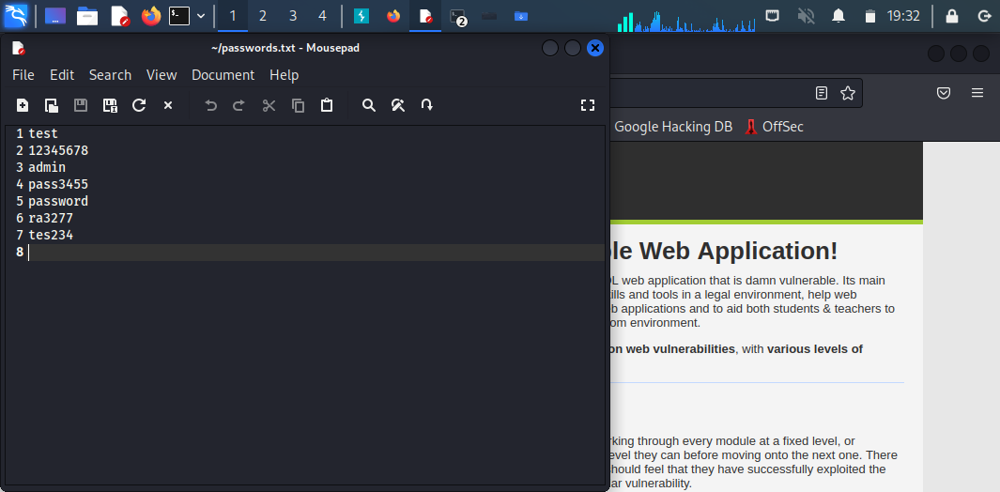 1 2 3 4 2 19:32
~/passwords.txt - Mousepad
File Edit Search View Document Help
1 test
2 12345678
3 admin
4 pass3455
5 password
6 ra3277
7 tes234
8
Google Hacking DB OffSec
le Web Application!
L web application that is damn vulnerable. Its main
ills and tools in a legal environment, help web
b applications and to aid both students & teachers to
om environment.
on web vulnerabilities, with various levels of
rking through every module at a fixed level, or
evel they can before moving onto the next one. There
hould feel that they have successfully exploited the
ar vulnerability.